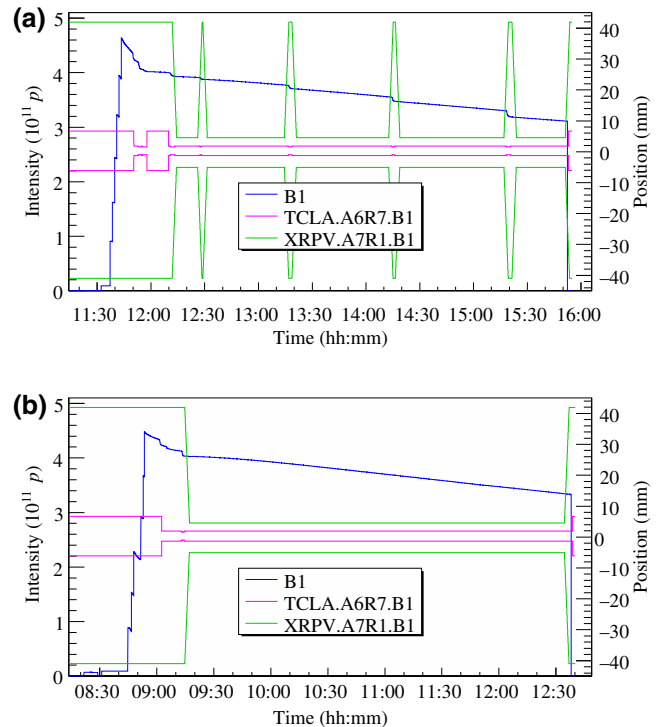 (a)
Intensity (10¹¹ p)
5
4
3
2
1
0
40
30
20
10
0
−10
−20
−30
−40
Position (mm)
B1
TCLA.A6R7.B1
XRPV.A7R1.B1
11:30 12:00 12:30 13:00 13:30 14:00 14:30 15:00 15:30 16:00
Time (hh:mm)
(b)
Intensity (10¹¹ p)
5
4
3
2
1
0
40
30
20
10
0
−10
−20
−30
−40
Position (mm)
B1
TCLA.A6R7.B1
XRPV.A7R1.B1
08:30 09:00 09:30 10:00 10:30 11:00 11:30 12:00 12:30
Time (hh:mm)